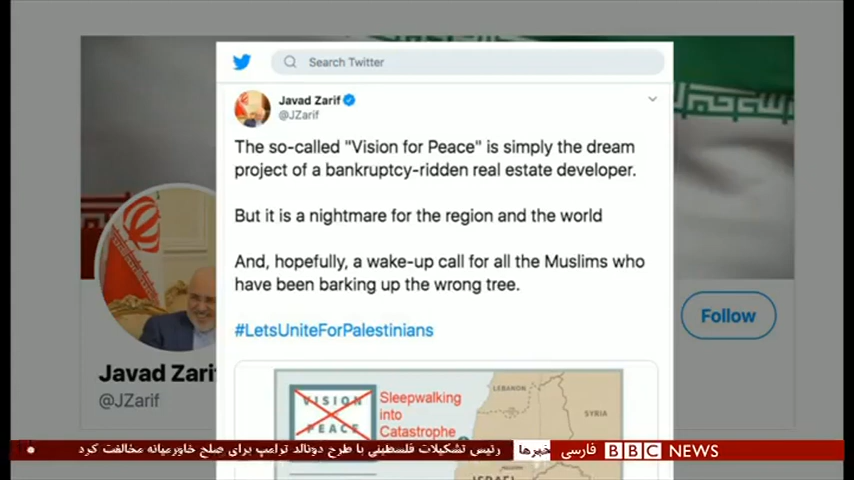 Search Twitter
Javad Zarif
@JZarif
The so-called "Vision for Peace" is simply the dream
project of a bankruptcy-ridden real estate developer.
But it is a nightmare for the region and the world
And, hopefully, a wake-up call for all the Muslims who
have been barking up the wrong tree.
#LetsUniteForPalestinians
Follow
Javad Zarif
@JZarif
VISION
PEACE
Sleepwalking
into
Catastrophe
LEBANON
SYRIA
ISRAEL
BBC NEWS فارسی
خبرها
رئیس تشکیلات فلسطینی با طرح دونالد ترامپ برای صلح خاورمیانه مخالفت کرد